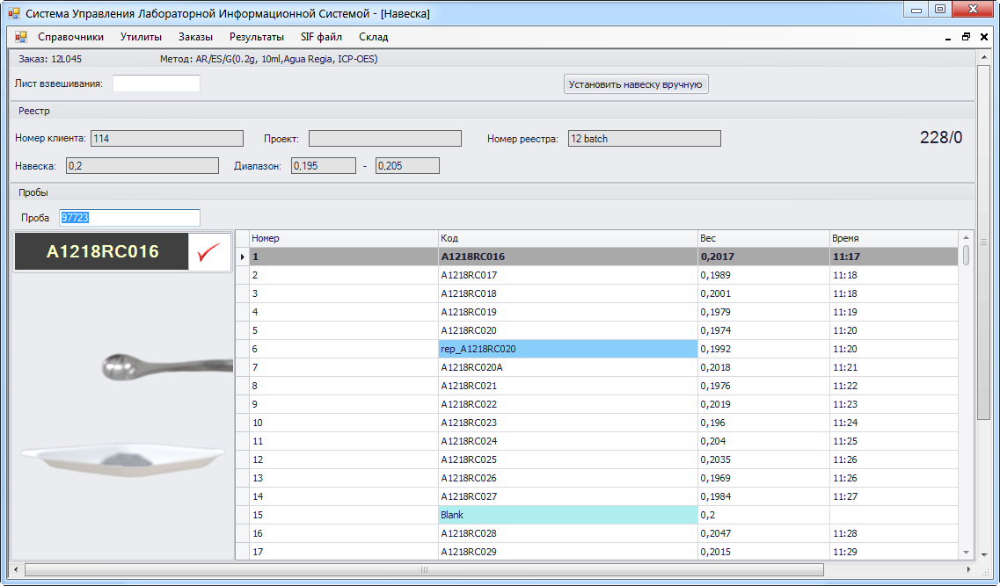 Система Управления Лабораторной Информационной Системой - [Навеска]
Справочники Утилиты Заказы Результаты SIF файл Склад
Заказ: 12L045 Метод: AR/ES/G(0.2g, 10ml,Agua Regia, ICP-OES)
Лист взвешивания: Установить навеску вручную
Реестр
Номер клиента: 114 Проект: Номер реестра: 12 batch 228/0
Навеска: 0,2 Диапазон: 0,195 - 0,205
Пробы
Проба 97723
A1218RC016
Номер Код Вес Время
1 A1218RC016 0,2017 11:17
2 A1218RC017 0,1989 11:18
3 A1218RC018 0,2001 11:18
4 A1218RC019 0,1979 11:19
5 A1218RC020 0,1974 11:20
6 rep_A1218RC020 0,1992 11:20
7 A1218RC020A 0,2018 11:21
8 A1218RC021 0,1976 11:22
9 A1218RC022 0,2019 11:23
10 A1218RC023 0,196 11:24
11 A1218RC024 0,204 11:25
12 A1218RC025 0,2035 11:26
13 A1218RC026 0,1969 11:26
14 A1218RC027 0,1984 11:27
15 Blank 0,2
16 A1218RC028 0,2047 11:28
17 A1218RC029 0,2015 11:29